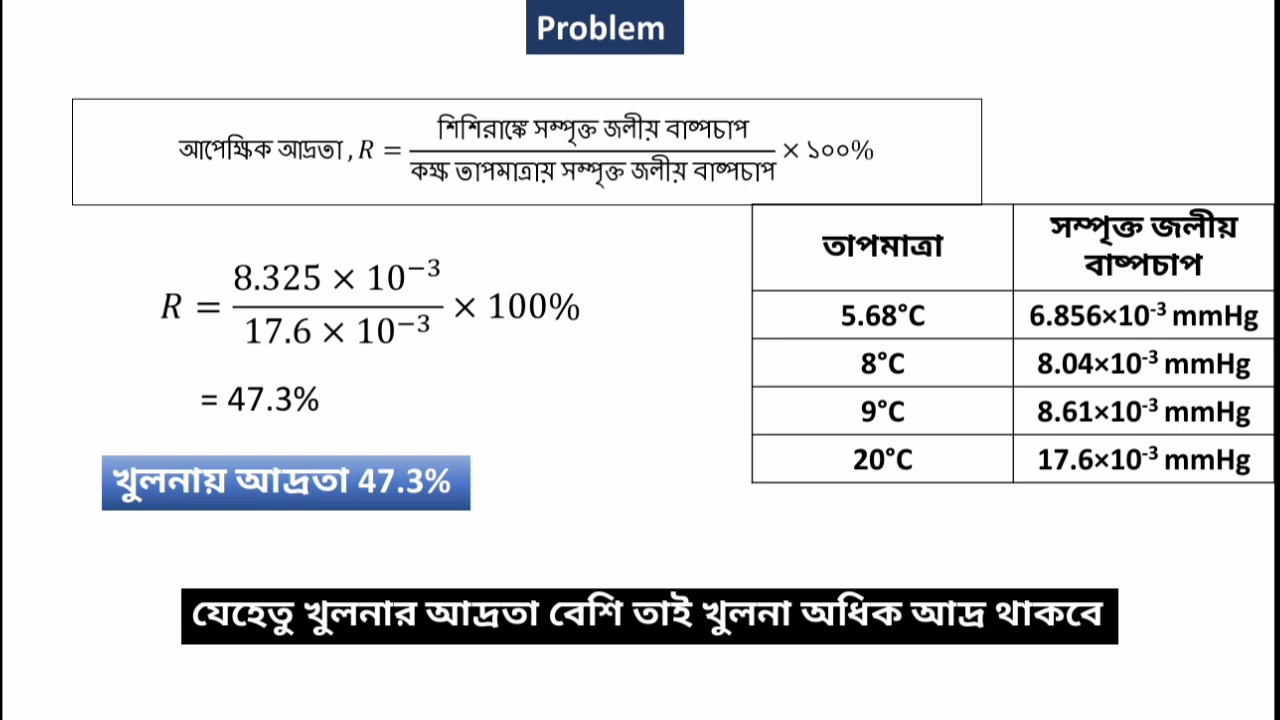 Problem
আপেক্ষিক আদ্রতা , R = শিশিরাঙ্কে সম্পৃক্ত জলীয় বাষ্পচাপ / কক্ষ তাপমাত্রায় সম্পৃক্ত জলীয় বাষ্পচাপ × ১০০%
R = 8.325 × 10⁻³ / 17.6 × 10⁻³ × 100%
= 47.3%
খুলনায় আদ্রতা 47.3%
তাপমাত্রা সম্পৃক্ত জলীয়
বাষ্পচাপ
5.68°C 6.856×10⁻³ mmHg
8°C 8.04×10⁻³ mmHg
9°C 8.61×10⁻³ mmHg
20°C 17.6×10⁻³ mmHg
যেহেতু খুলনার আদ্রতা বেশি তাই খুলনা অধিক আদ্র থাকবে